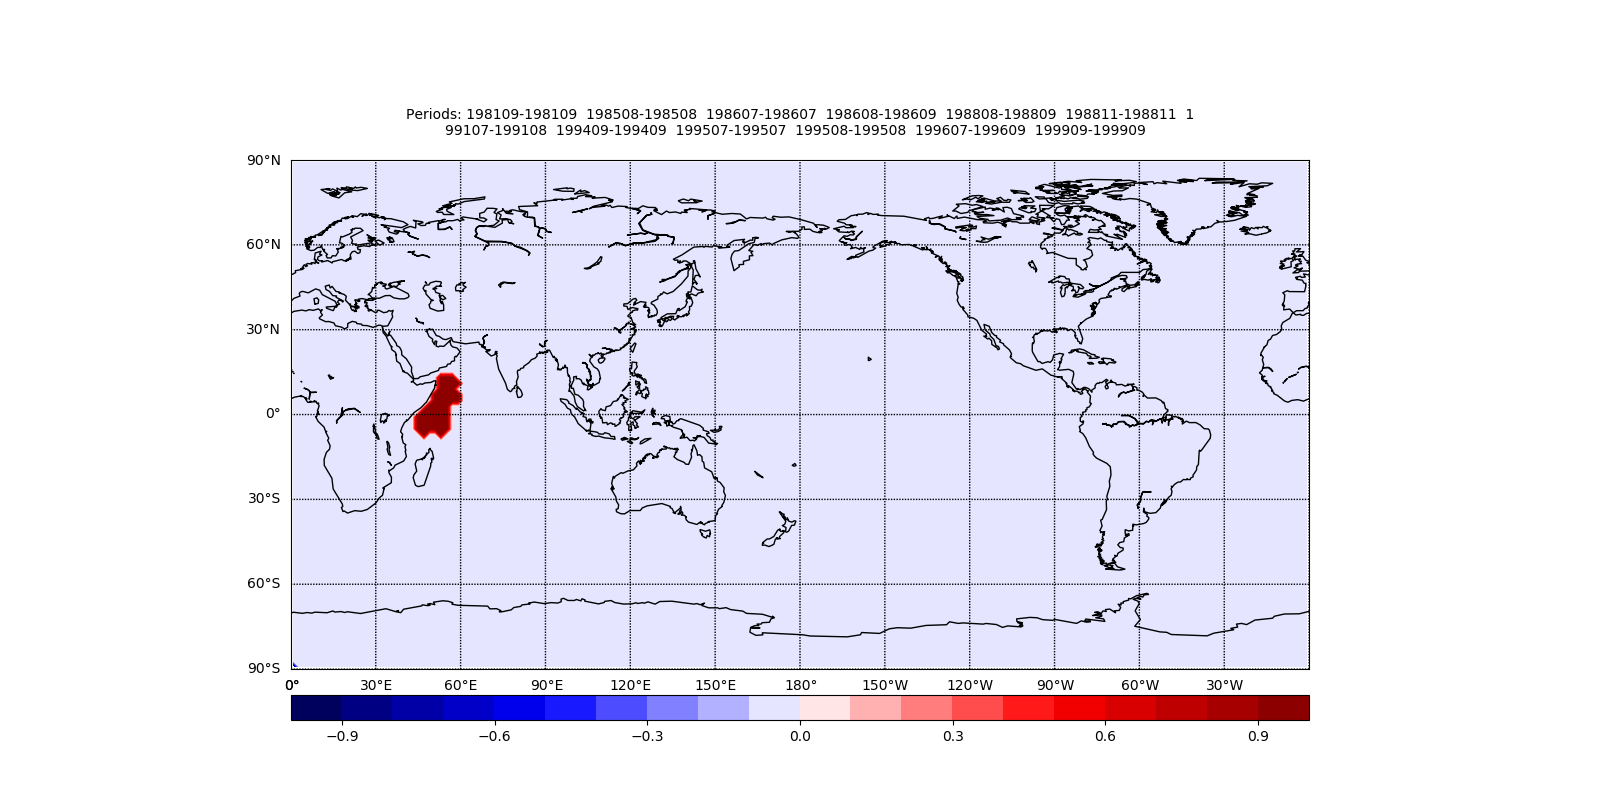 Periods: 198109-198109  198508-198508  198607-198607  198608-198609  198808-198809  198811-198811  1
99107-199108  199409-199409  199507-199507  199508-199508  199607-199609  199909-199909
90°N
60°N
30°N
0°
30°S
60°S
90°S
0° 30°E 60°E 90°E 120°E 150°E 180° 150°W 120°W 90°W 60°W 30°W
−0.9 −0.6 −0.3 0.0 0.3 0.6 0.9